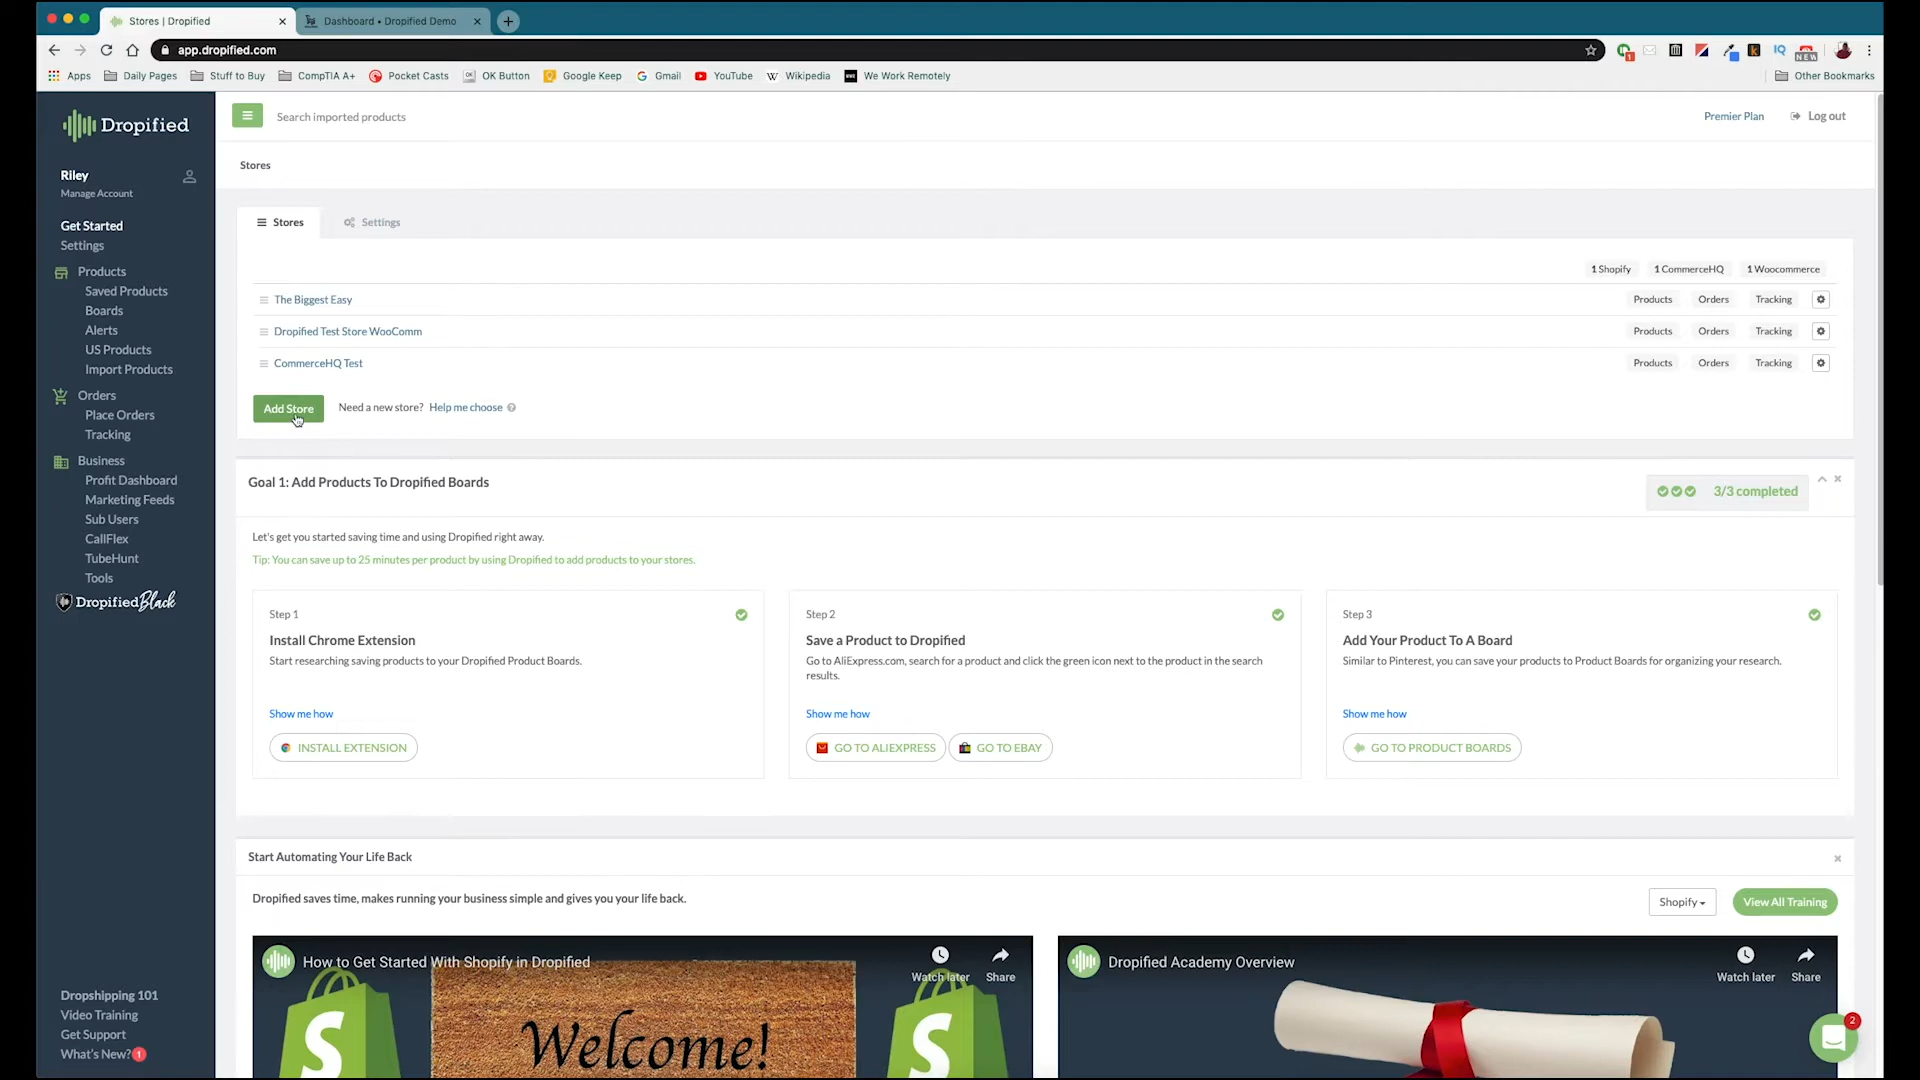 Stores | Dropified
Dashboard • Dropified Demo
app.dropified.com
NEW
Apps
Daily Pages
Stuff to Buy
CompTIA A+
Pocket Casts
OK Button
Google Keep
Gmail
YouTube
Wikipedia
We Work Remotely
Other Bookmarks
Dropified
Riley
Manage Account
Get Started
Settings
Products
Saved Products
Boards
Alerts
US Products
Import Products
Orders
Place Orders
Tracking
Business
Profit Dashboard
Marketing Feeds
Sub Users
CallFlex
TubeHunt
Tools
Dropified Black
Dropshipping 101
Video Training
Get Support
What's New? 1
Search imported products
Premier Plan
Log out
Stores
Stores
Settings
1 Shopify 1 CommerceHQ 1 Woocommerce
The Biggest Easy Products Orders Tracking
Dropified Test Store WooComm Products Orders Tracking
CommerceHQ Test Products Orders Tracking
Add Store Need a new store? Help me choose
Goal 1: Add Products To Dropified Boards
3/3 completed
Let's get you started saving time and using Dropified right away.
Tip: You can save up to 25 minutes per product by using Dropified to add products to your stores.
Step 1
Install Chrome Extension
Start researching saving products to your Dropified Product Boards.
Show me how
INSTALL EXTENSION
Step 2
Save a Product to Dropified
Go to AliExpress.com, search for a product and click the green icon next to the product in the search
results.
Show me how
GO TO ALIEXPRESS GO TO EBAY
Step 3
Add Your Product To A Board
Similar to Pinterest, you can save your products to Product Boards for organizing your research.
Show me how
GO TO PRODUCT BOARDS
Start Automating Your Life Back
Dropified saves time, makes running your business simple and gives you your life back.
Shopify
View All Training
How to Get Started With Shopify in Dropified
Watch later
Share
Welcome!
Dropified Academy Overview
Watch later
Share
2